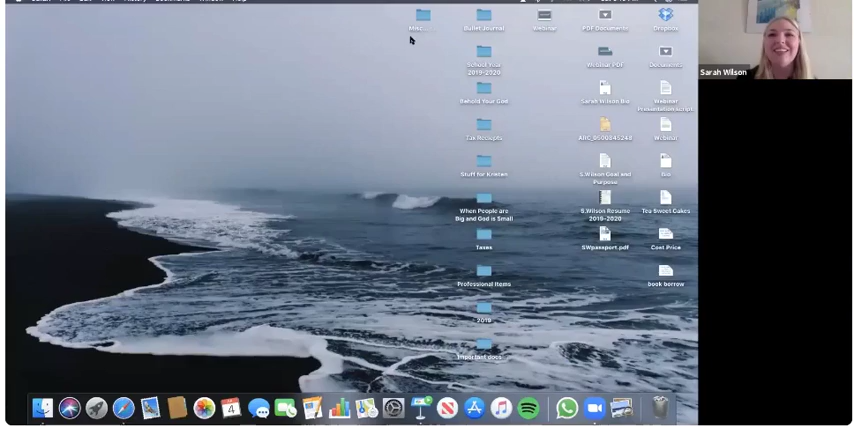 Bullet Journal
Webinar
PDF Documents
Dropbox
School Year
2019-2020
Webinar PDF
Documents
Sarah Wilson
Behold Your God
Sarah Wilson Bio
Webinar
Presentation Script
Tax Reciepts
Webinar
Stuff for Kristen
S.Wilson Goal and
Purpose
Bio
When People are
Big and God is Small
S.Wilson Resume
2019-2020
Tea Sweet Cakes
Taxes
SWpassport.pdf
Cost Price
Professional Items
book borrow
2019
Important docs
4